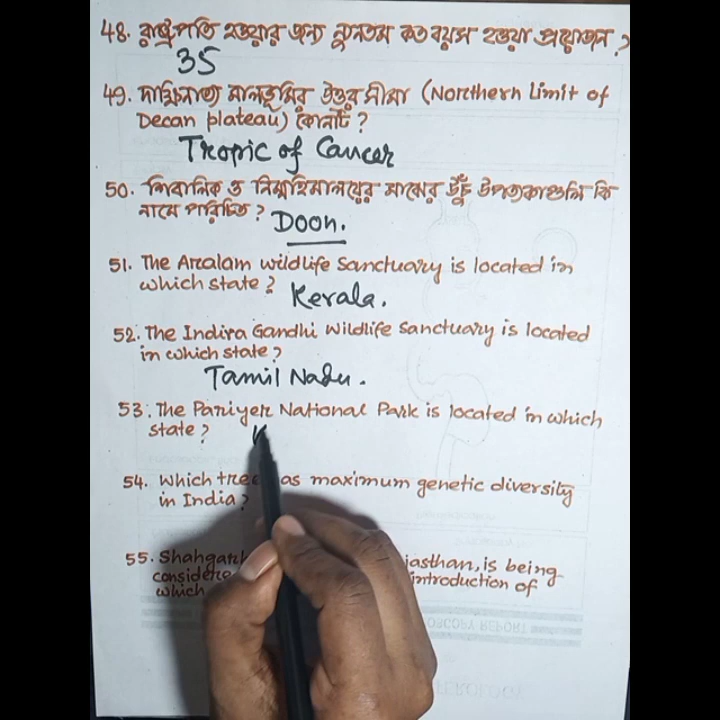 48. রাষ্ট্রপতি হওয়ার জন্য ন্যুনতম কত বয়স হওয়া প্রয়োজন ?
35
49. দাক্ষিনাত্য মালভূমির উত্তর সীমা (Northern Limit of
Decan plateau) কোনটি ?
Tropic of Cancer
50. শিবালিক ও নিম্নহিমালয়ের মাঝের উঁচু উপত্যকাগুলি কি
নামে পরিচিত ?
Doon.
51. The Aralam wildlife Sanctuary is located in
which state ?
Kerala.
52. The Indira Gandhi Wildlife Sanctuary is located
in which state ?
Tamil Nadu.
53. The Pariyer National Park is located in which
state ?
54. Which tree as maximum genetic diversity
in India ?
55. Shahgarh jasthan, is being
considere introduction of
which